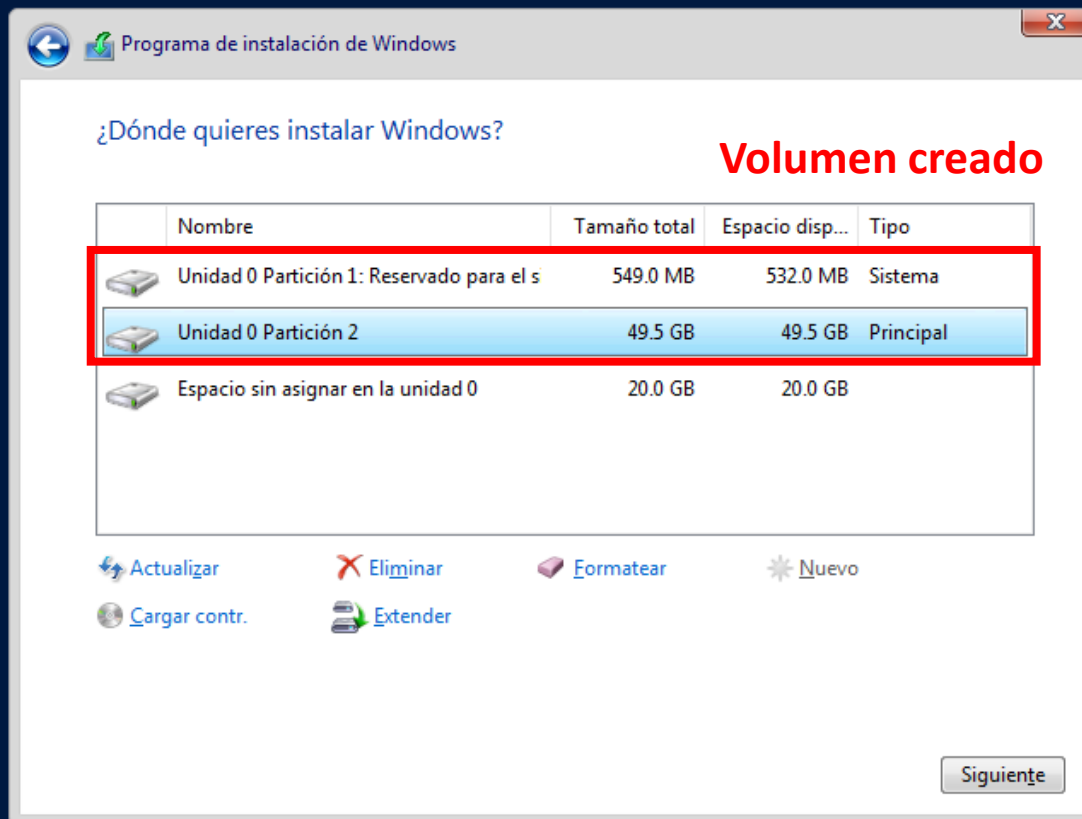 Programa de instalación de Windows
¿Dónde quieres instalar Windows?
Volumen creado
Nombre Tamaño total Espacio disp... Tipo
Unidad 0 Partición 1: Reservado para el s 549.0 MB 532.0 MB Sistema
Unidad 0 Partición 2 49.5 GB 49.5 GB Principal
Espacio sin asignar en la unidad 0 20.0 GB 20.0 GB
Actualizar Eliminar Formatear Nuevo
Cargar contr. Extender
Siguiente